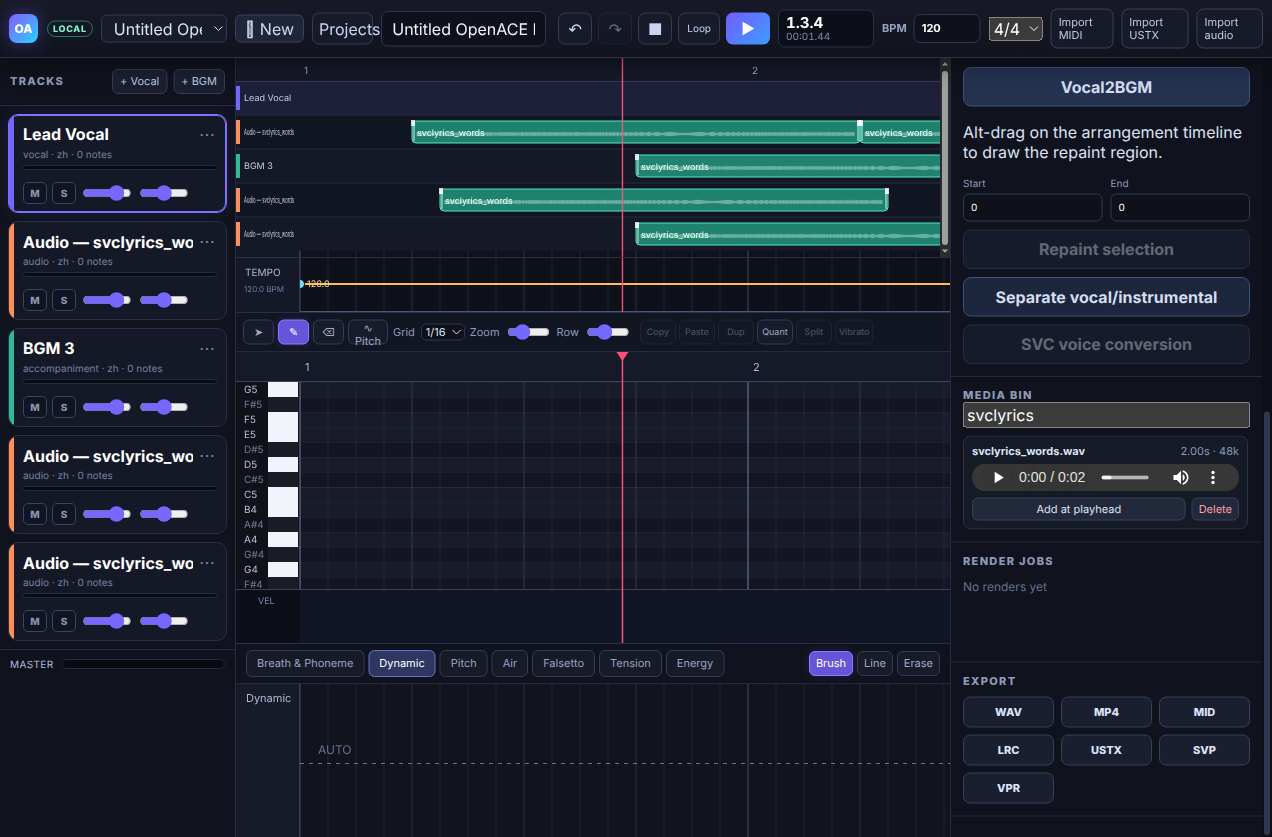 OA LOCAL Untitled Ope New Projects Untitled OpenACE Loop 1.3.4 BPM 120 4/4 Import MIDI Import USTX Import audio
00:01.44
TRACKS + Vocal + BGM
Lead Vocal ...
vocal · zh · 0 notes
M S
Audio — svclyrics_wo ...
audio · zh · 0 notes
M S
BGM 3 ...
accompaniment · zh · 0 notes
M S
Audio — svclyrics_wo ...
audio · zh · 0 notes
M S
Audio — svclyrics_wo ...
audio · zh · 0 notes
M S
MASTER
1 2
Lead Vocal
Audio — svclyrics_words svclyrics_words svclyrics_words
BGM 3 svclyrics_words
Audio — svclyrics_words svclyrics_words
Audio — svclyrics_words svclyrics_words
TEMPO
120.0 BPM 120.0
Pitch Grid 1/16 Zoom Row Copy Paste Dup Quant Split Vibrato
1 2
G5
F#5
F5
E5
D#5
D5
C#5
C5
B4
A#4
A4
G#4
G4
F#4
VEL
Breath & Phoneme Dynamic Pitch Air Falsetto Tension Energy Brush Line Erase
Dynamic
AUTO
Vocal2BGM
Alt-drag on the arrangement timeline
to draw the repaint region.
Start End
0 0
Repaint selection
Separate vocal/instrumental
SVC voice conversion
MEDIA BIN
svclyrics
svclyrics_words.wav 2.00s · 48k
0:00 / 0:02
Add at playhead Delete
RENDER JOBS
No renders yet
EXPORT
WAV MP4 MID
LRC USTX SVP
VPR